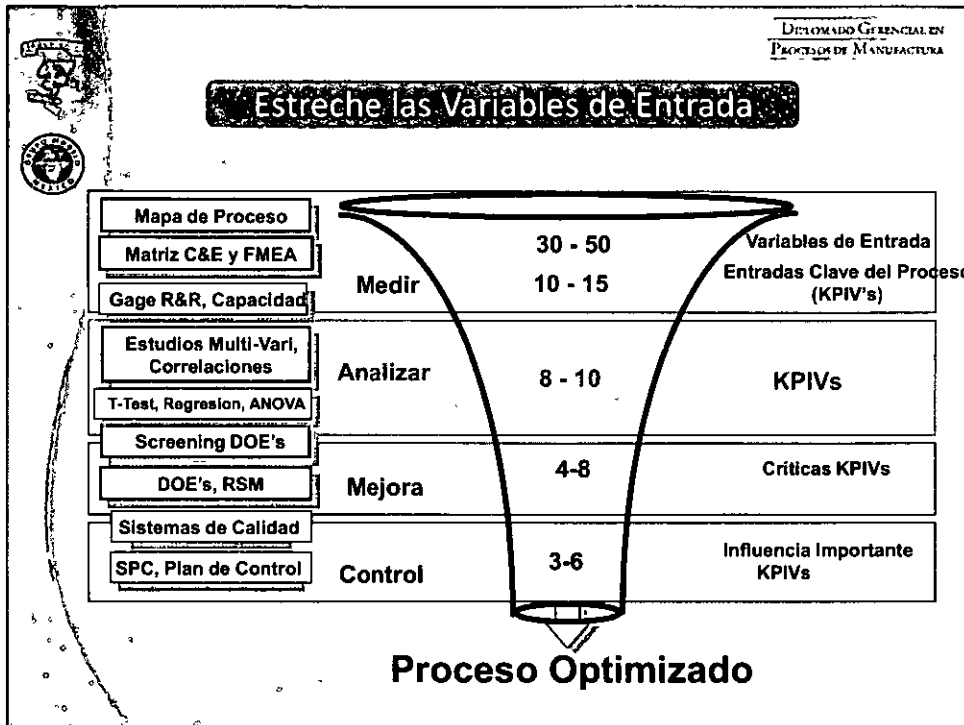 DIPLOMADO GERENCIAL EN
PROCESOS DE MANUFACTURA
Estreche las Variables de Entrada
Mapa de Proceso
Matriz C&E y FMEA
Gage R&R, Capacidad
Medir
30 - 50
10 - 15
Variables de Entrada
Entradas Clave del Proceso
(KPIV's)
Estudios Multi-Vari,
Correlaciones
T-Test, Regresion, ANOVA
Analizar
8 - 10
KPIVs
Screening DOE's
DOE's, RSM
Mejora
4-8
Críticas KPIVs
Sistemas de Calidad
SPC, Plan de Control
Control
3-6
Influencia Importante
KPIVs
Proceso Optimizado